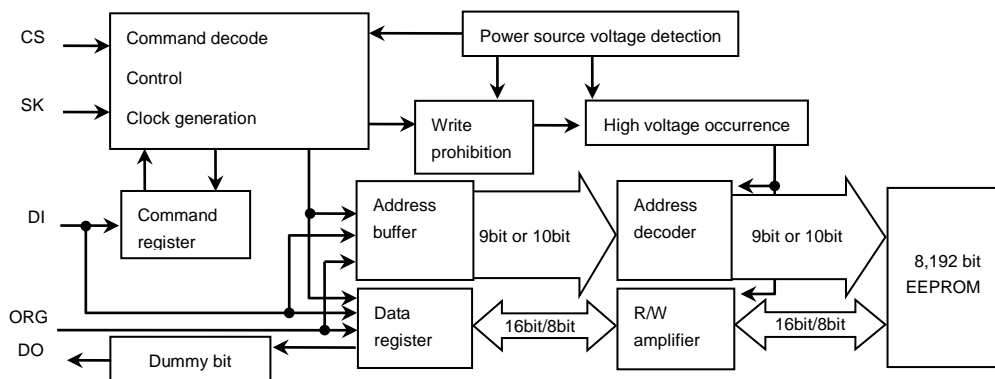 CS
Command decode
Control
Clock generation
Power source voltage detection
SK
Write
prohibition
High voltage occurrence
DI
Command
register
Address
buffer
9bit or 10bit
Address
decoder
9bit or 10bit
8,192 bit
EEPROM
ORG
Data
register
16bit/8bit
R/W
amplifier
16bit/8bit
DO
Dummy bit